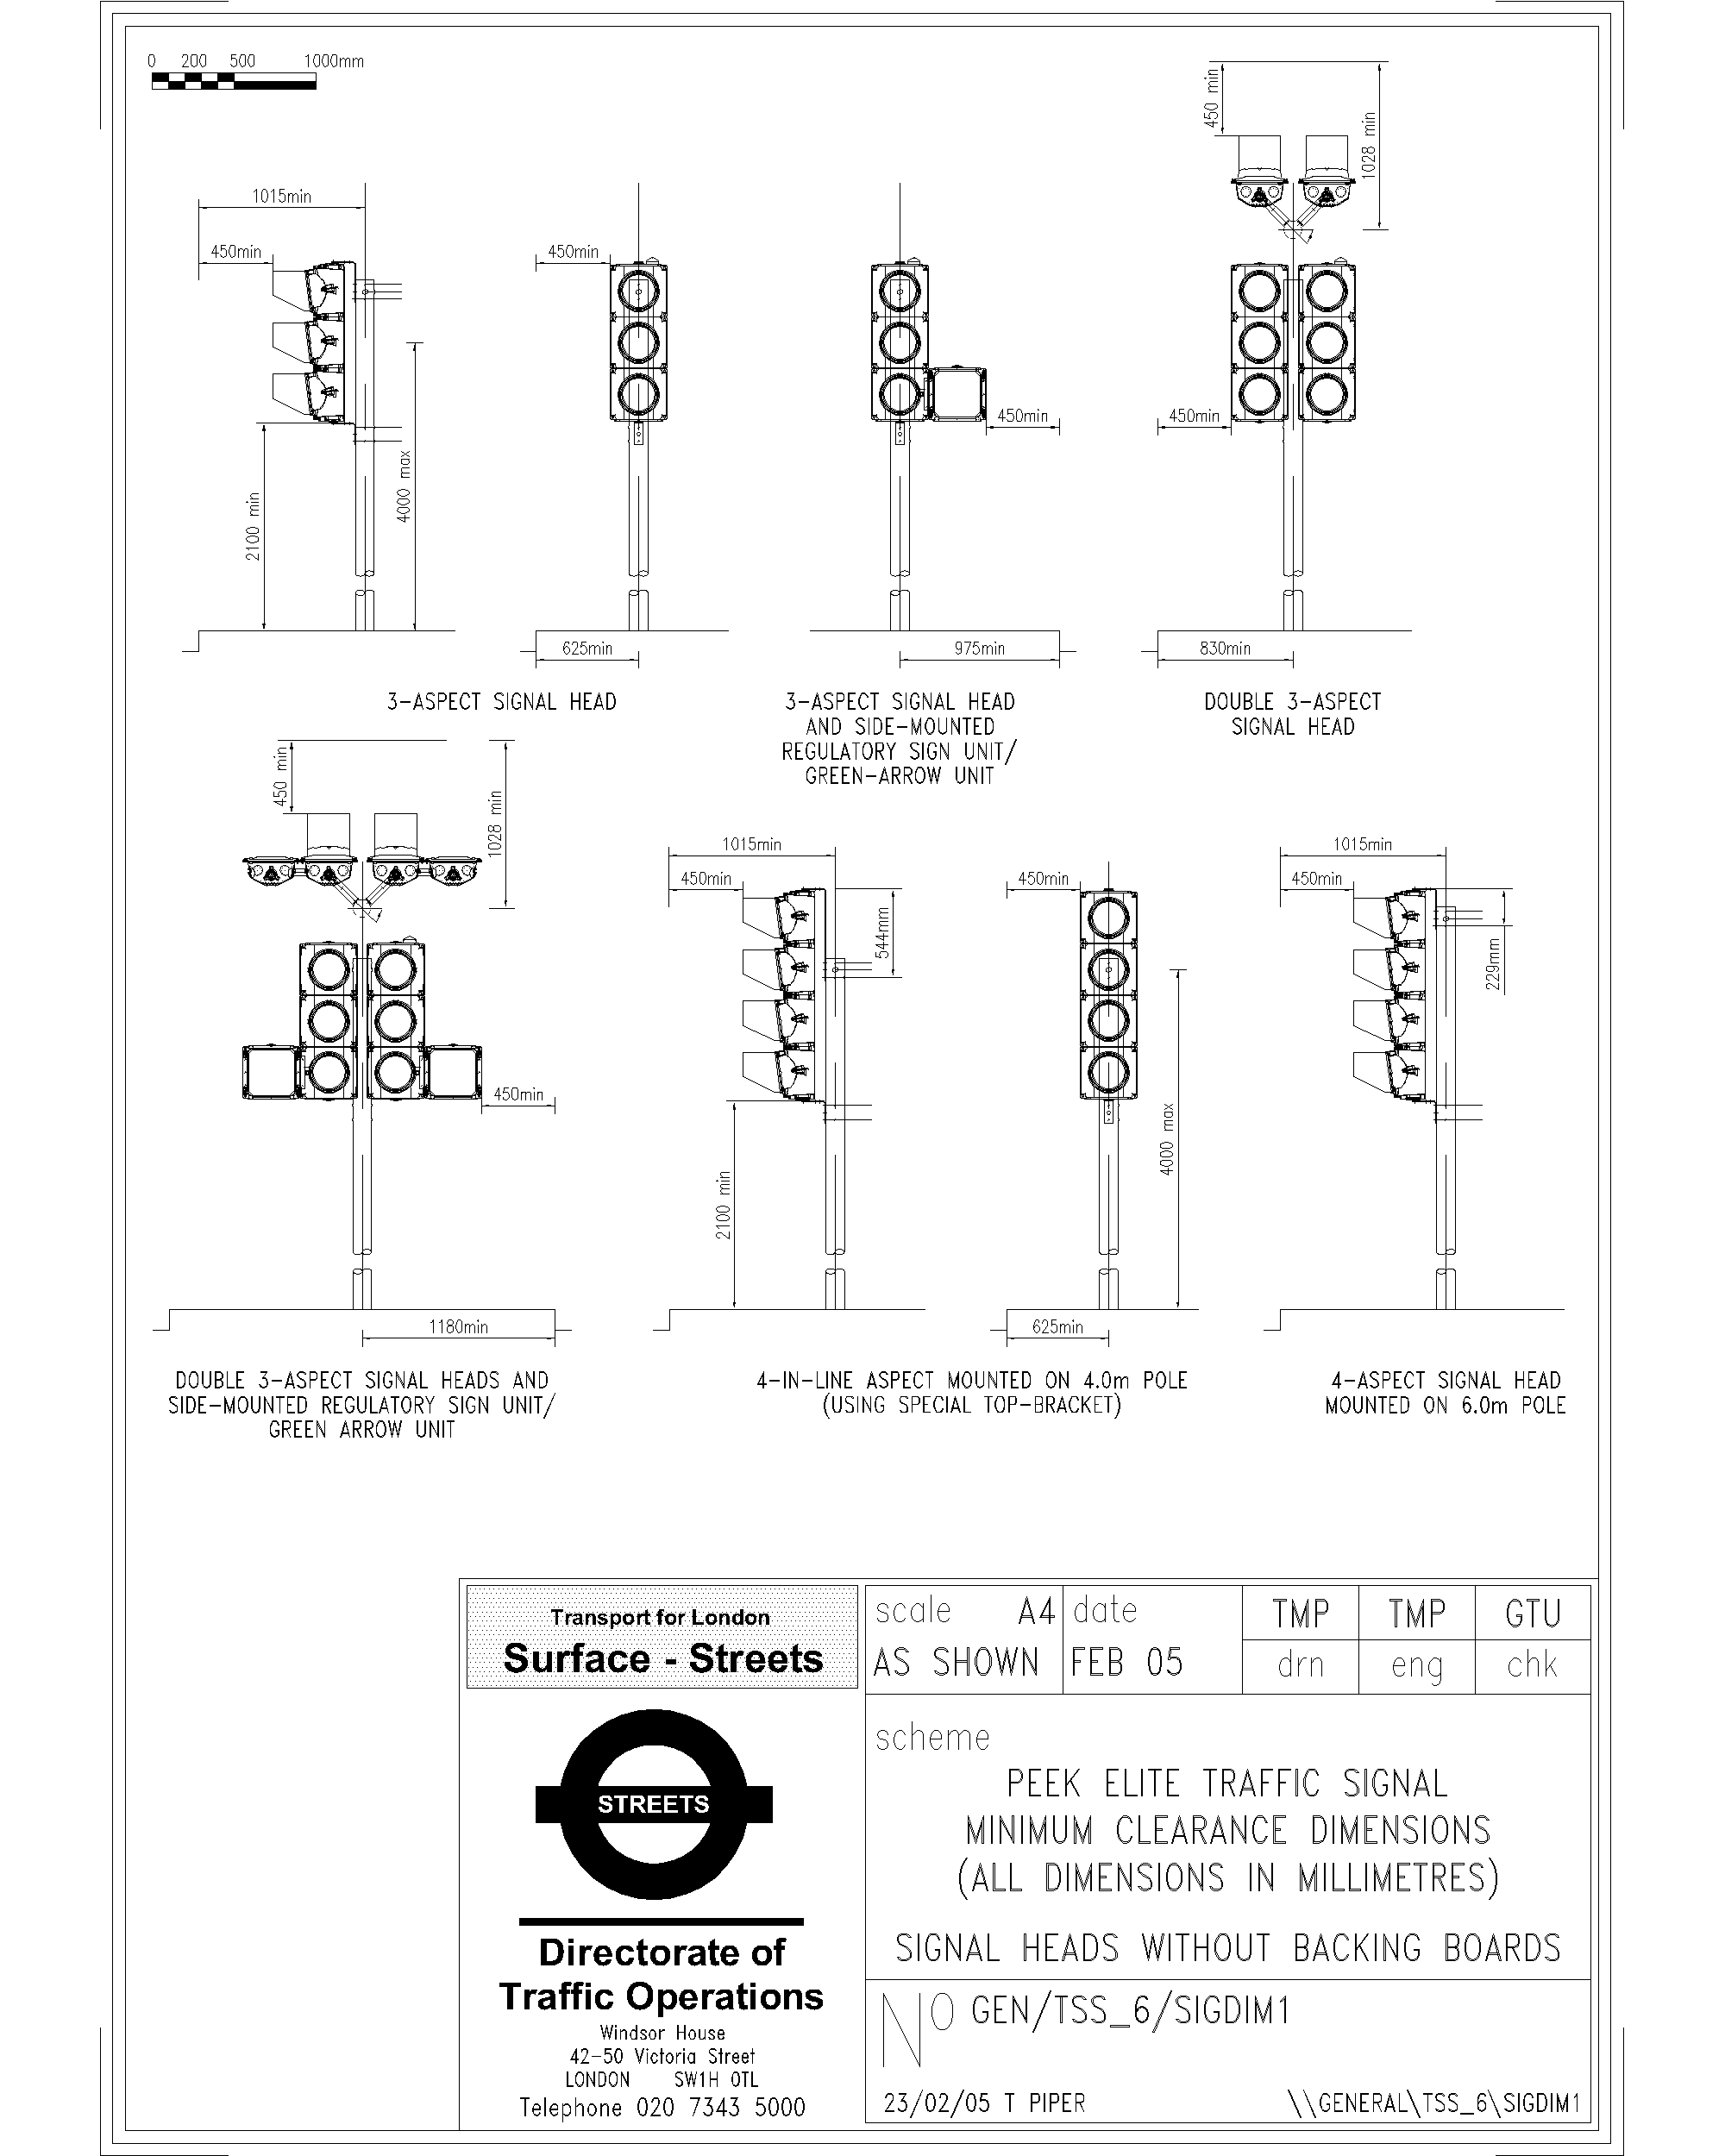 0 200 500 1000mm
450 min
1028 min
1015min
450min
450min
450min
450min
2100 min
4000 max
625min
975min
830min
3-ASPECT SIGNAL HEAD
3-ASPECT SIGNAL HEAD
AND SIDE-MOUNTED
REGULATORY SIGN UNIT/
GREEN-ARROW UNIT
DOUBLE 3-ASPECT
SIGNAL HEAD
450 min
1028 min
450min
1180min
1015min
450min
544mm
2100 min
450min
4000 max
625min
1015min
450min
229mm
DOUBLE 3-ASPECT SIGNAL HEADS AND
SIDE-MOUNTED REGULATORY SIGN UNIT/
GREEN ARROW UNIT
4-IN-LINE ASPECT MOUNTED ON 4.0m POLE
(USING SPECIAL TOP-BRACKET)
4-ASPECT SIGNAL HEAD
MOUNTED ON 6.0m POLE
Transport for London
Surface - Streets
STREETS
Directorate of
Traffic Operations
Windsor House
42-50 Victoria Street
LONDON SW1H 0TL
Telephone 020 7343 5000
scale A4
AS SHOWN
date
FEB 05
TMP TMP GTU
drn eng chk
scheme
PEEK ELITE TRAFFIC SIGNAL
MINIMUM CLEARANCE DIMENSIONS
(ALL DIMENSIONS IN MILLIMETRES)
SIGNAL HEADS WITHOUT BACKING BOARDS
NO GEN/TSS_6/SIGDIM1
23/02/05 T PIPER \\GENERAL\TSS_6\SIGDIM1